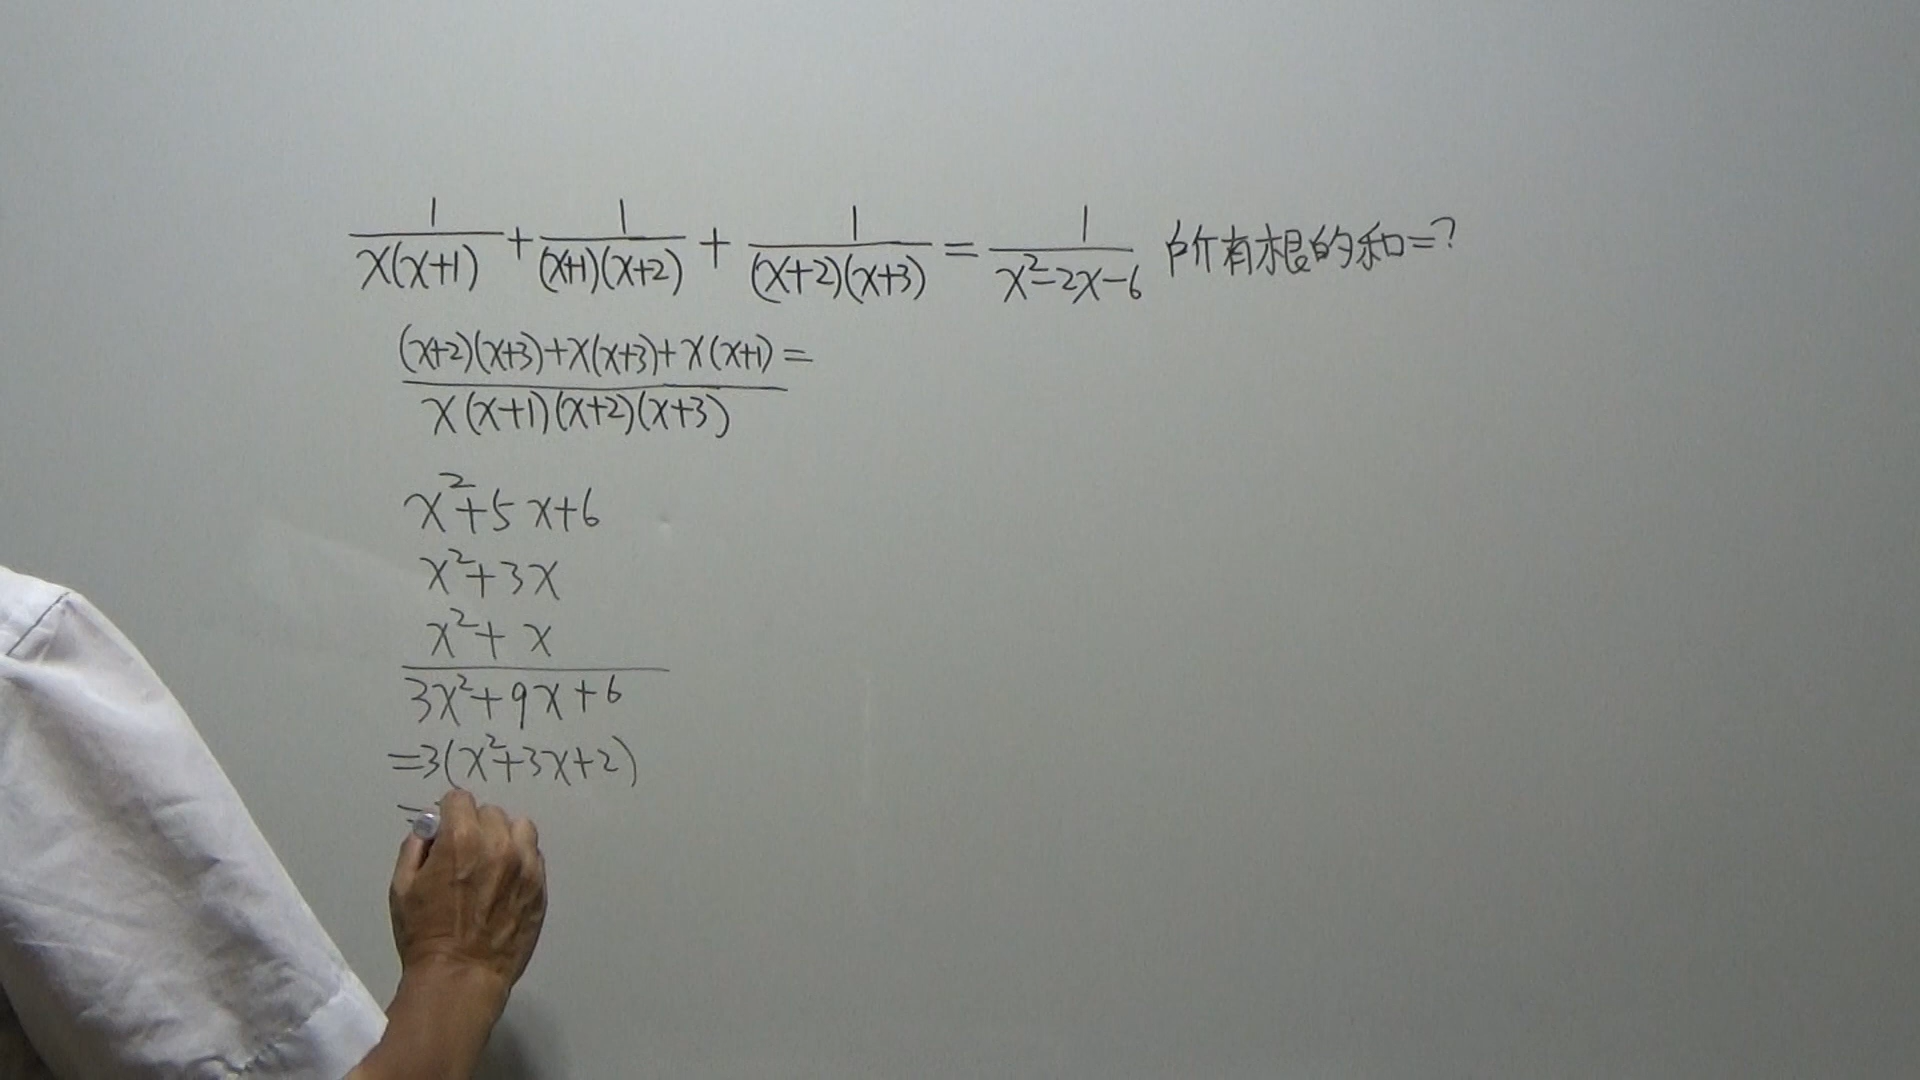 1/(x(x+1)) + 1/((x+1)(x+2)) + 1/((x+2)(x+3)) = 1/(x²-2x-6) 所有根的和=?
((x+2)(x+3)+x(x+3)+x(x+1))/(x(x+1)(x+2)(x+3)) =
x²+5x+6
x²+3x
x²+x
3x²+9x+6
=3(x²+3x+2)
=